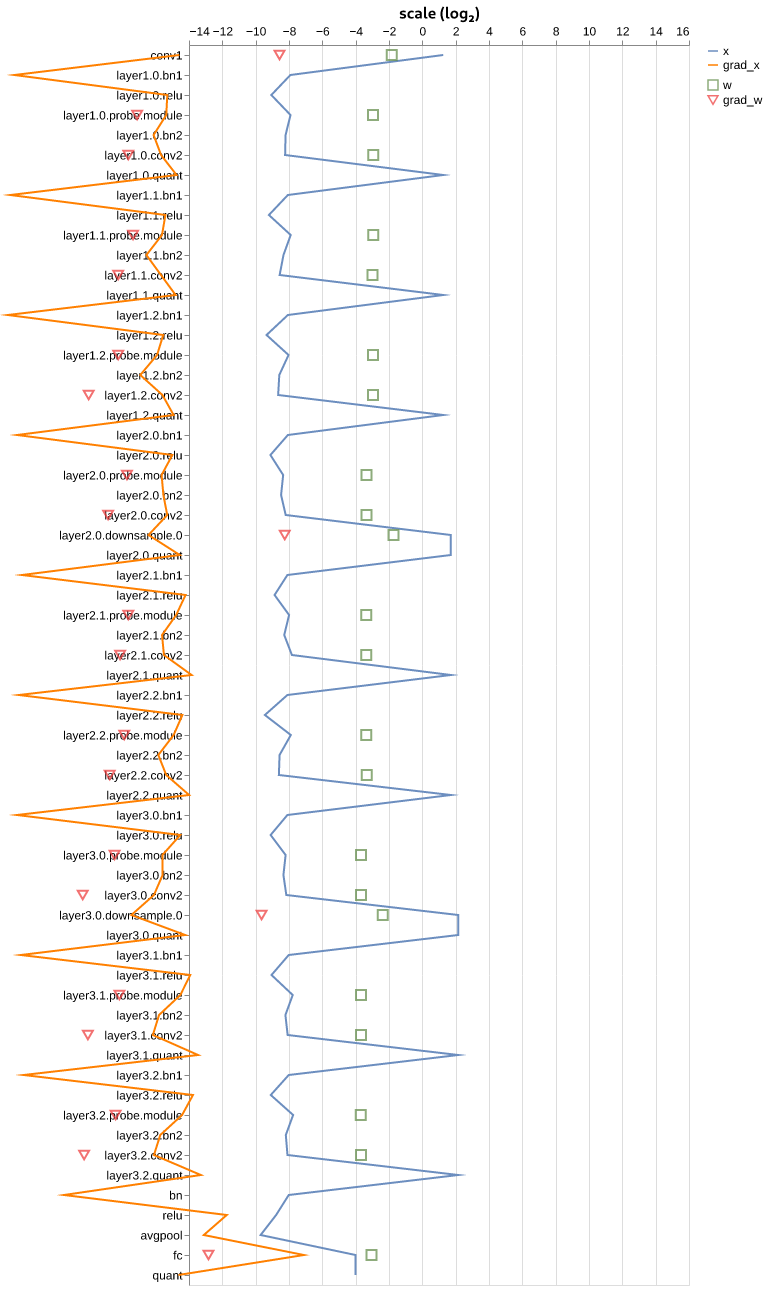 scale (log2)
−14 −12 −10 −8 −6 −4 −2 0 2 4 6 8 10 12 14 16
conv1
layer1.0.bn1
layer1.0.relu
layer1.0.probe.module
layer1.0.bn2
layer1.0.conv2
layer1.0.quant
layer1.1.bn1
layer1.1.relu
layer1.1.probe.module
layer1.1.bn2
layer1.1.conv2
layer1.1.quant
layer1.2.bn1
layer1.2.relu
layer1.2.probe.module
layer1.2.bn2
layer1.2.conv2
layer1.2.quant
layer2.0.bn1
layer2.0.relu
layer2.0.probe.module
layer2.0.bn2
layer2.0.conv2
layer2.0.downsample.0
layer2.0.quant
layer2.1.bn1
layer2.1.relu
layer2.1.probe.module
layer2.1.bn2
layer2.1.conv2
layer2.1.quant
layer2.2.bn1
layer2.2.relu
layer2.2.probe.module
layer2.2.bn2
layer2.2.conv2
layer2.2.quant
layer3.0.bn1
layer3.0.relu
layer3.0.probe.module
layer3.0.bn2
layer3.0.conv2
layer3.0.downsample.0
layer3.0.quant
layer3.1.bn1
layer3.1.relu
layer3.1.probe.module
layer3.1.bn2
layer3.1.conv2
layer3.1.quant
layer3.2.bn1
layer3.2.relu
layer3.2.probe.module
layer3.2.bn2
layer3.2.conv2
layer3.2.quant
bn
relu
avgpool
fc
quant
x
grad_x
w
grad_w